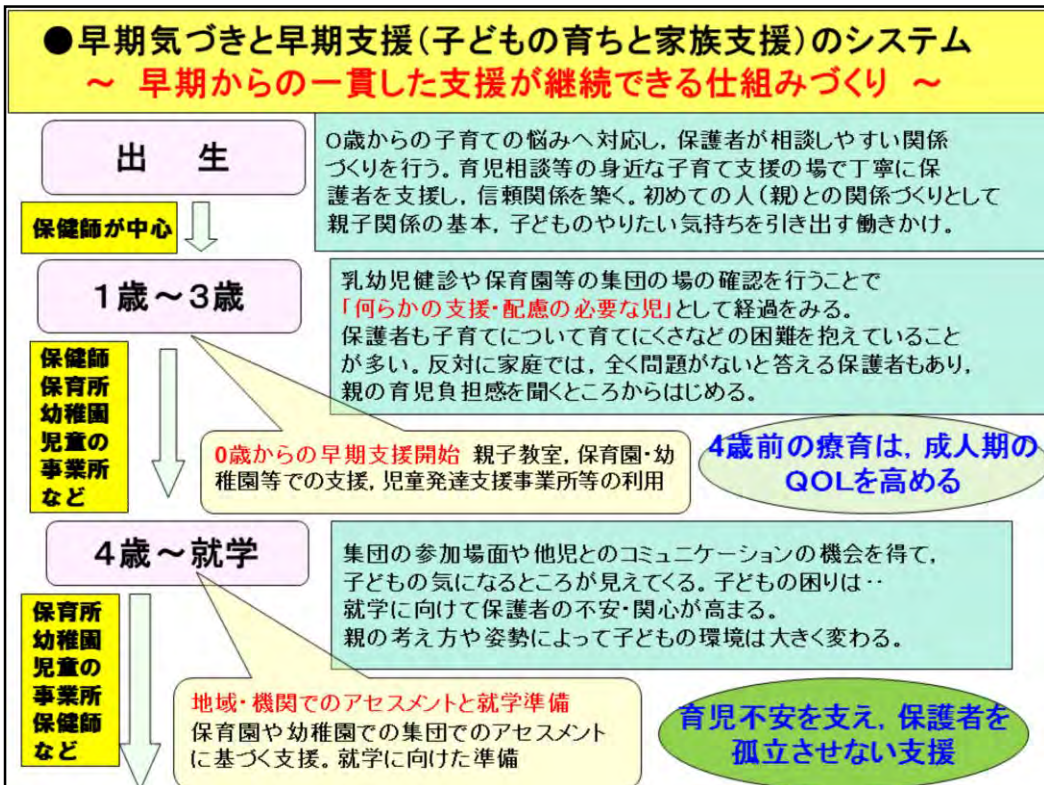 ●早期気づきと早期支援(子どもの育ちと家族支援)のシステム
～ 早期からの一貫した支援が継続できる仕組みづくり ～
出 生
0歳からの子育ての悩みへ対応し,保護者が相談しやすい関係
づくりを行う。育児相談等の身近な子育て支援の場で丁寧に保
護者を支援し,信頼関係を築く。初めての人(親)との関係づくりとして
親子関係の基本,子どものやりたい気持ちを引き出す働きかけ。
保健師が中心
1歳～3歳
乳幼児健診や保育園等の集団の場の確認を行うことで
「何らかの支援・配慮の必要な児」として経過をみる。
保護者も子育てについて育てにくさなどの困難を抱えていること
が多い。反対に家庭では,全く問題がないと答える保護者もあり,
親の育児負担感を聞くところからはじめる。
保健師
保育所
幼稚園
児童の
事業所
など
0歳からの早期支援開始 親子教室,保育園・幼
稚園等での支援,児童発達支援事業所等の利用
4歳前の療育は,成人期の
QOLを高める
4歳～就学
集団の参加場面や他児とのコミュニケーションの機会を得て,
子どもの気になるところが見えてくる。子どもの困りは‥
就学に向けて保護者の不安・関心が高まる。
親の考え方や姿勢によって子どもの環境は大きく変わる。
保育所
幼稚園
児童の
事業所
保健師
など
地域・機関でのアセスメントと就学準備
保育園や幼稚園での集団でのアセスメント
に基づく支援。就学に向けた準備
育児不安を支え,保護者を
孤立させない支援